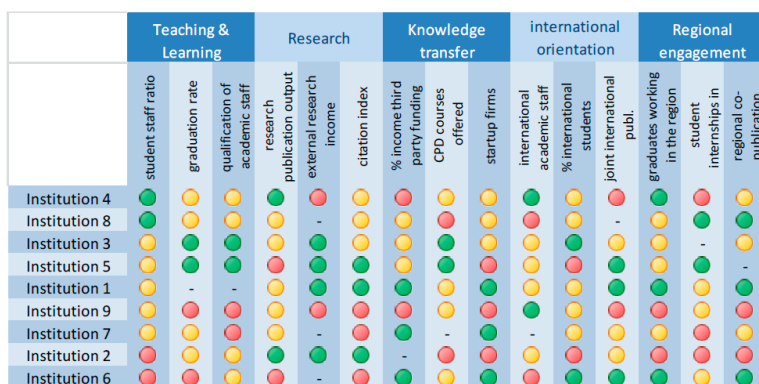 Teaching &
Learning
Research
Knowledge
transfer
international
orientation
Regional
engagement
student staff ratio
graduation rate
qualification of
academic staff
research
publication output
external research
income
citation index
% income third
party funding
CPD courses
offered
startup firms
international
academic staff
% international
students
joint international
publ.
graduates working
in the region
student
internships in
regional co-
publication
Institution 4
Institution 8 - -
Institution 3 -
Institution 5 -
Institution 1 - -
Institution 9
Institution 7 - - -
Institution 2 -
Institution 6 -